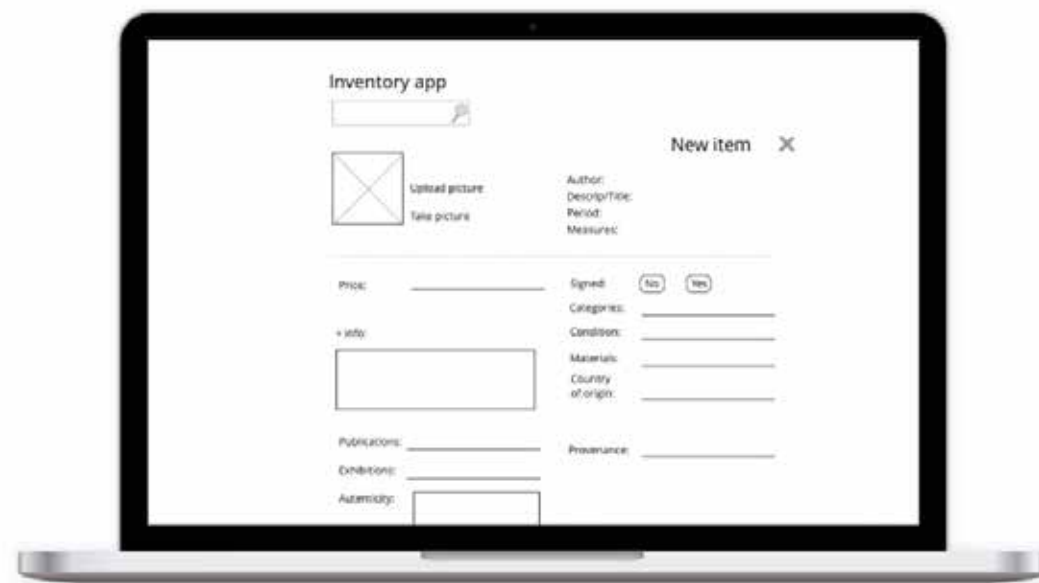 Inventory app
New item
Upload picture
Take picture
Author:
Descrip/Title:
Period:
Measures:
Price:
+ info:
Publications:
Exhibitions:
Autenticity:
Signed: No Yes
Categories:
Condition:
Materials:
Country
of origin:
Provenance: